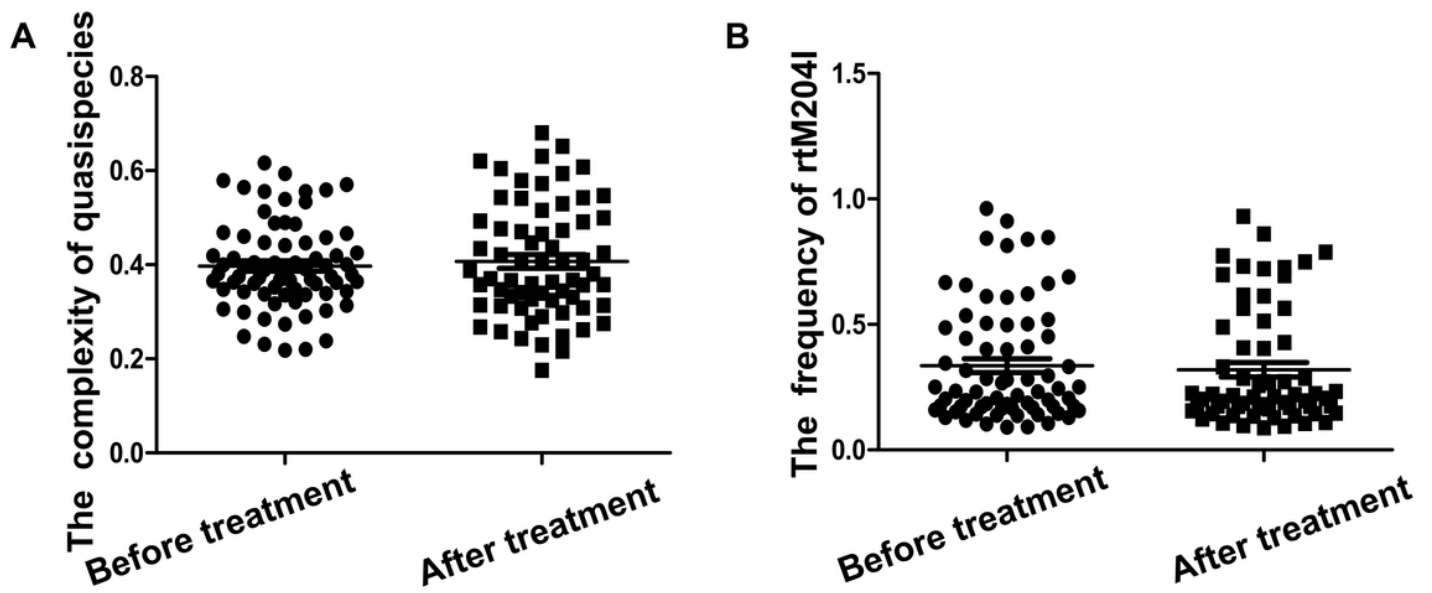 A
The complexity of quasispecies
0.8
0.6
0.4
0.2
0.0
Before treatment
After treatment
B
The frequency of rtM204I
1.5
1.0
0.5
0.0
Before treatment
After treatment